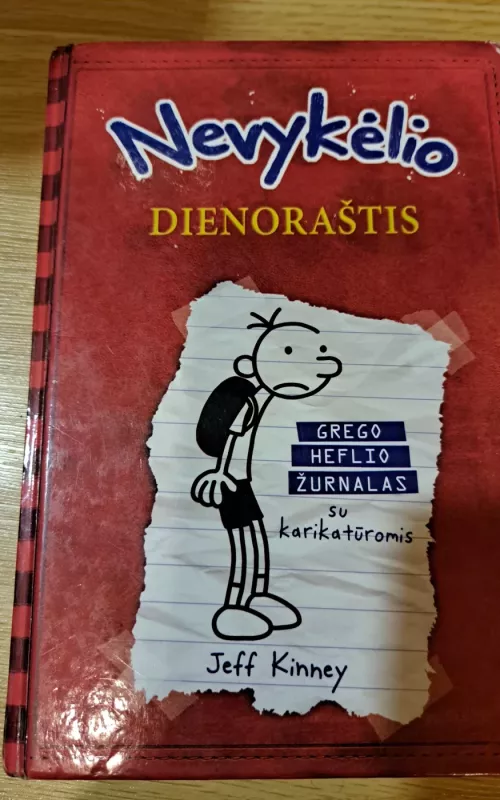 Nevykėlio
DIENORAŠTIS
GREGO
HEFLIO
ŽURNALAS
su
karikatūromis
Jeff Kinney